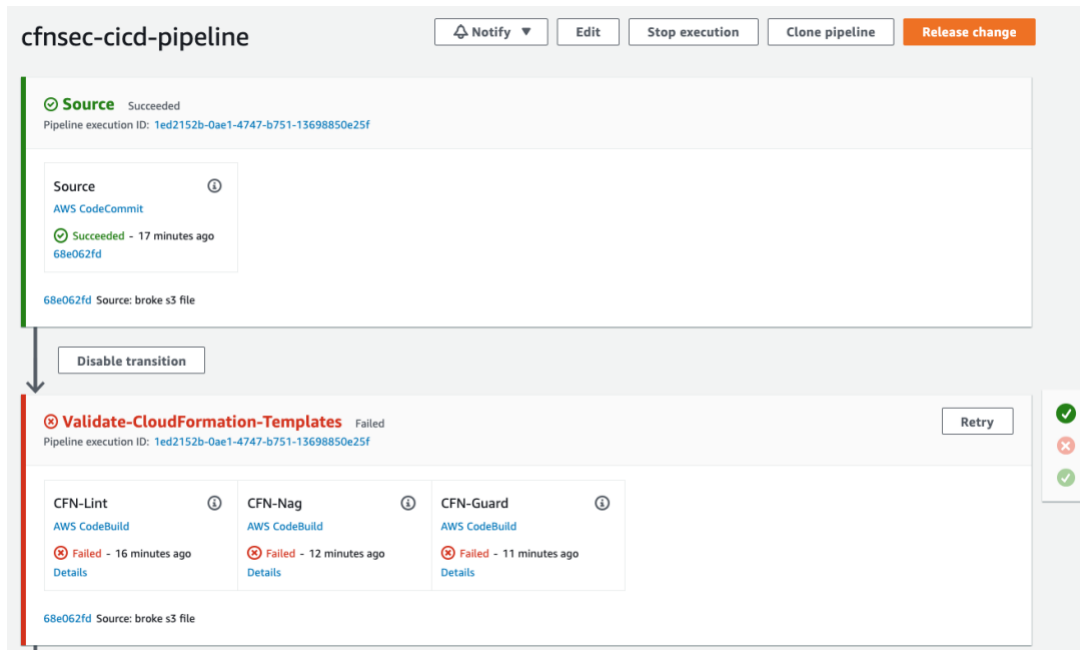 cfnsec-cicd-pipeline
Notify ▼
Edit
Stop execution
Clone pipeline
Release change
Source Succeeded
Pipeline execution ID: 1ed2152b-0ae1-4747-b751-13698850e25f
Source
AWS CodeCommit
Succeeded - 17 minutes ago
68e062fd
68e062fd Source: broke s3 file
Disable transition
Validate-CloudFormation-Templates Failed
Pipeline execution ID: 1ed2152b-0ae1-4747-b751-13698850e25f
Retry
CFN-Lint
AWS CodeBuild
Failed - 16 minutes ago
Details
CFN-Nag
AWS CodeBuild
Failed - 12 minutes ago
Details
CFN-Guard
AWS CodeBuild
Failed - 11 minutes ago
Details
68e062fd Source: broke s3 file